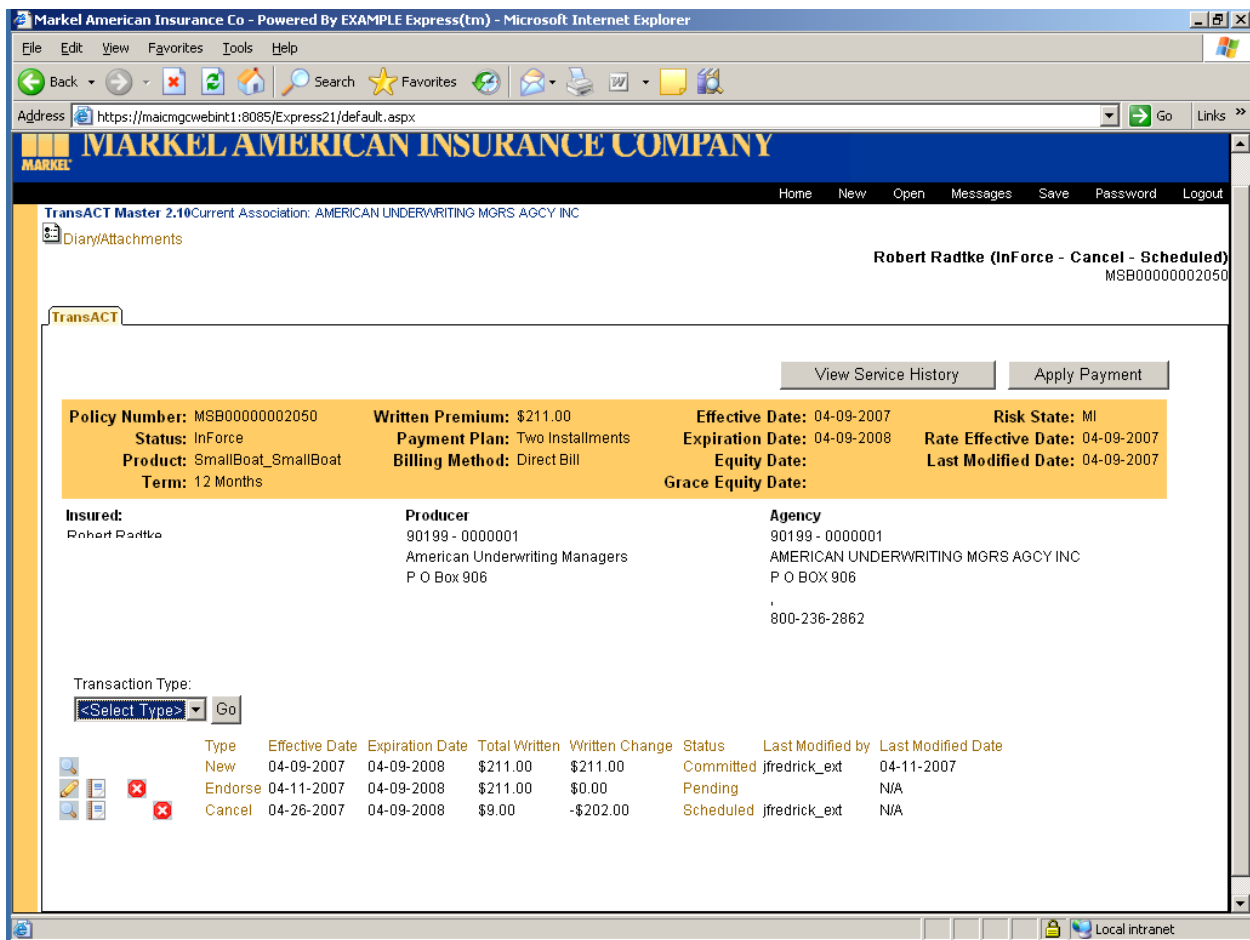 Markel American Insurance Co - Powered By EXAMPLE Express(tm) - Microsoft Internet Explorer
File Edit View Favorites Tools Help
Back Search Favorites
Address https://maicmgcwebint1:8085/Express21/default.aspx Go Links »
MARKEL® MARKEL AMERICAN INSURANCE COMPANY
Home New Open Messages Save Password Logout
TransACT Master 2.10Current Association: AMERICAN UNDERWRITING MGRS AGCY INC
Diary/Attachments
Robert Radtke (InForce - Cancel - Scheduled)
MSB00000002050
TransACT
View Service History Apply Payment
Policy Number: MSB00000002050 Written Premium: $211.00 Effective Date: 04-09-2007 Risk State: MI
Status: InForce Payment Plan: Two Installments Expiration Date: 04-09-2008 Rate Effective Date: 04-09-2007
Product: SmallBoat_SmallBoat Billing Method: Direct Bill Equity Date: Last Modified Date: 04-09-2007
Term: 12 Months Grace Equity Date:
Insured: Producer Agency
Robert Radtke 90199 - 0000001 90199 - 0000001
American Underwriting Managers AMERICAN UNDERWRITING MGRS AGCY INC
P O Box 906 P O BOX 906
,
800-236-2862
Transaction Type:
<Select Type> Go
Type Effective Date Expiration Date Total Written Written Change Status Last Modified by Last Modified Date
New 04-09-2007 04-09-2008 $211.00 $211.00 Committed jfredrick_ext 04-11-2007
Endorse 04-11-2007 04-09-2008 $211.00 $0.00 Pending N/A
Cancel 04-26-2007 04-09-2008 $9.00 -$202.00 Scheduled jfredrick_ext N/A
Local intranet